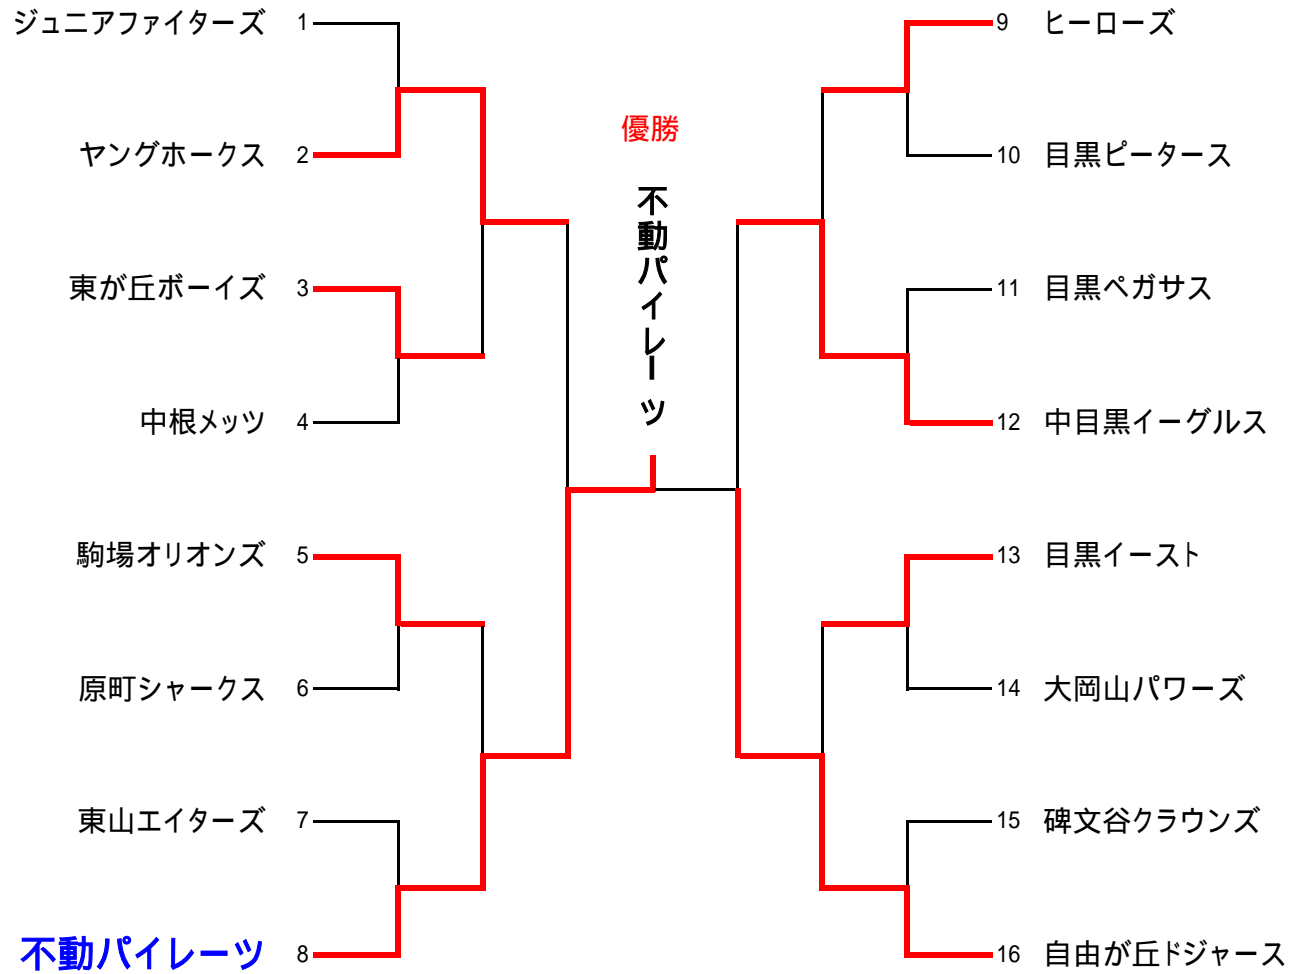 ジュニアファイターズ 1
ヤングホークス 2
東が丘ボーイズ 3
中根メッツ 4
駒場オリオンズ 5
原町シャークス 6
東山エイターズ 7
不動パイレーツ 8
優勝
不動パイレーツ
9 ヒーローズ
10 目黒ピータース
11 目黒ペガサス
12 中目黒イーグルス
13 目黒イースト
14 大岡山パワーズ
15 碑文谷クラウンズ
16 自由が丘ドジャース